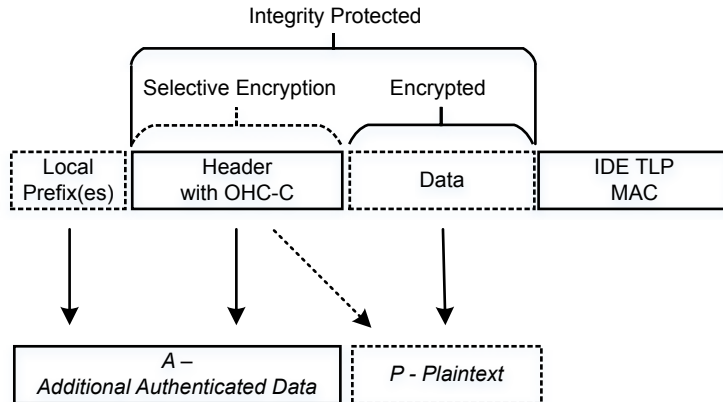 Integrity Protected
Selective Encryption
Encrypted
Local
Prefix(es)
Header
with OHC-C
Data
IDE TLP
MAC
A –
Additional Authenticated Data
P - Plaintext